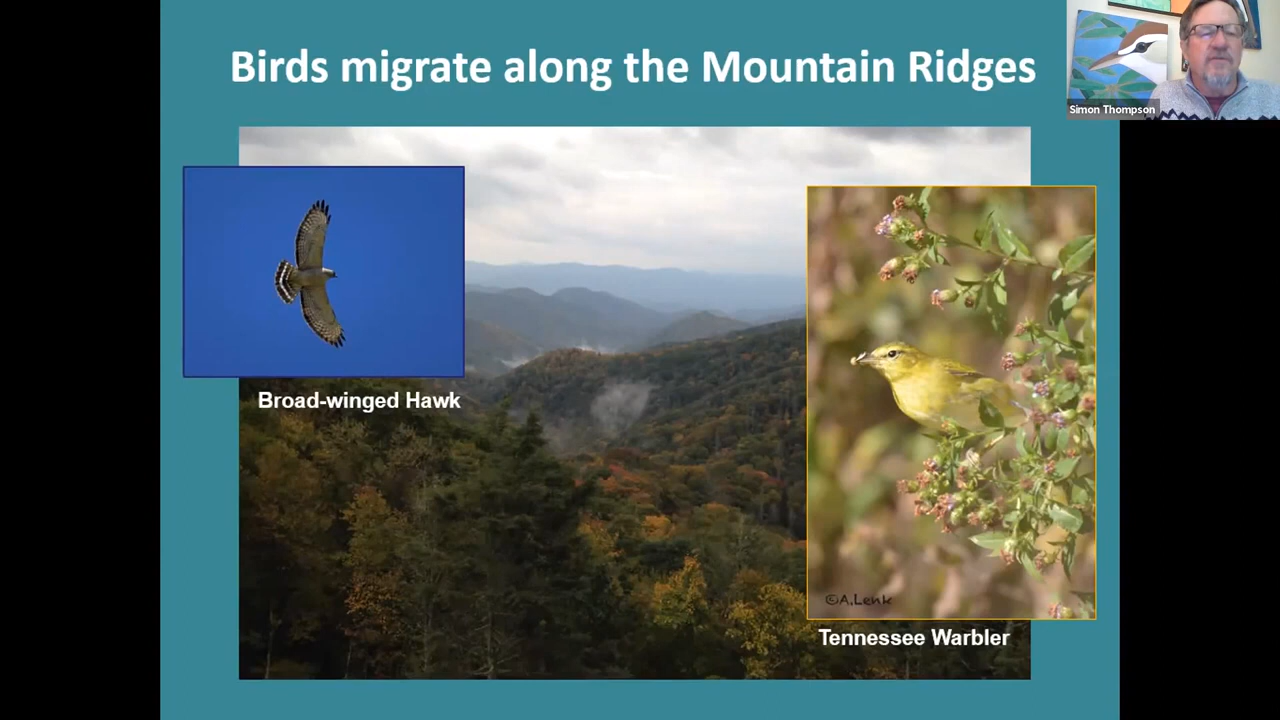 Birds migrate along the Mountain Ridges
Simon Thompson
Broad-winged Hawk
©A.Lenk
Tennessee Warbler